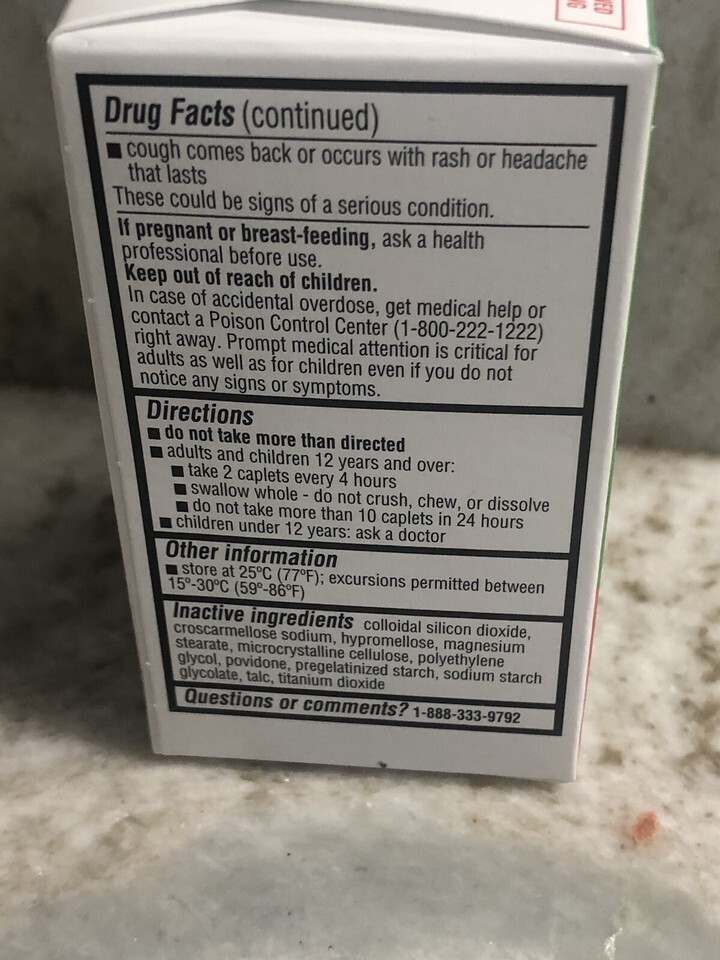 Drug Facts (continued)
■ cough comes back or occurs with rash or headache
that lasts
These could be signs of a serious condition.
If pregnant or breast-feeding, ask a health
professional before use.
Keep out of reach of children.
In case of accidental overdose, get medical help or
contact a Poison Control Center (1-800-222-1222)
right away. Prompt medical attention is critical for
adults as well as for children even if you do not
notice any signs or symptoms.
Directions
■ do not take more than directed
■ adults and children 12 years and over:
■ take 2 caplets every 4 hours
■ swallow whole - do not crush, chew, or dissolve
■ do not take more than 10 caplets in 24 hours
■ children under 12 years: ask a doctor
Other information
■ store at 25ºC (77ºF); excursions permitted between
15º-30ºC (59º-86ºF)
Inactive ingredients colloidal silicon dioxide,
croscarmellose sodium, hypromellose, magnesium
stearate, microcrystalline cellulose, polyethylene
glycol, povidone, pregelatinized starch, sodium starch
glycolate, talc, titanium dioxide
Questions or comments? 1-888-333-9792